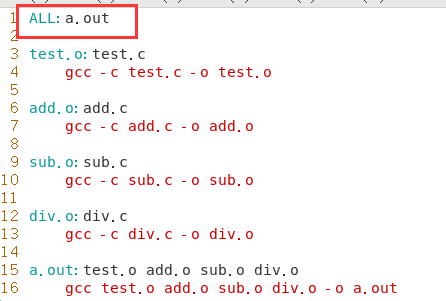 1 ALL:a.out
2
3 test.o:test.c
4     gcc -c test.c -o test.o
5
6 add.o:add.c
7     gcc -c add.c -o add.o
8
9 sub.o:sub.c
10     gcc -c sub.c -o sub.o
11
12 div.o:div.c
13     gcc -c div.c -o div.o
14
15 a.out:test.o add.o sub.o div.o
16     gcc test.o add.o sub.o div.o -o a.out